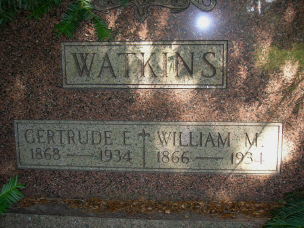 WATKINS
GERTRUDE E. WILLIAM M.
1868 — 1934 1866 — 1934